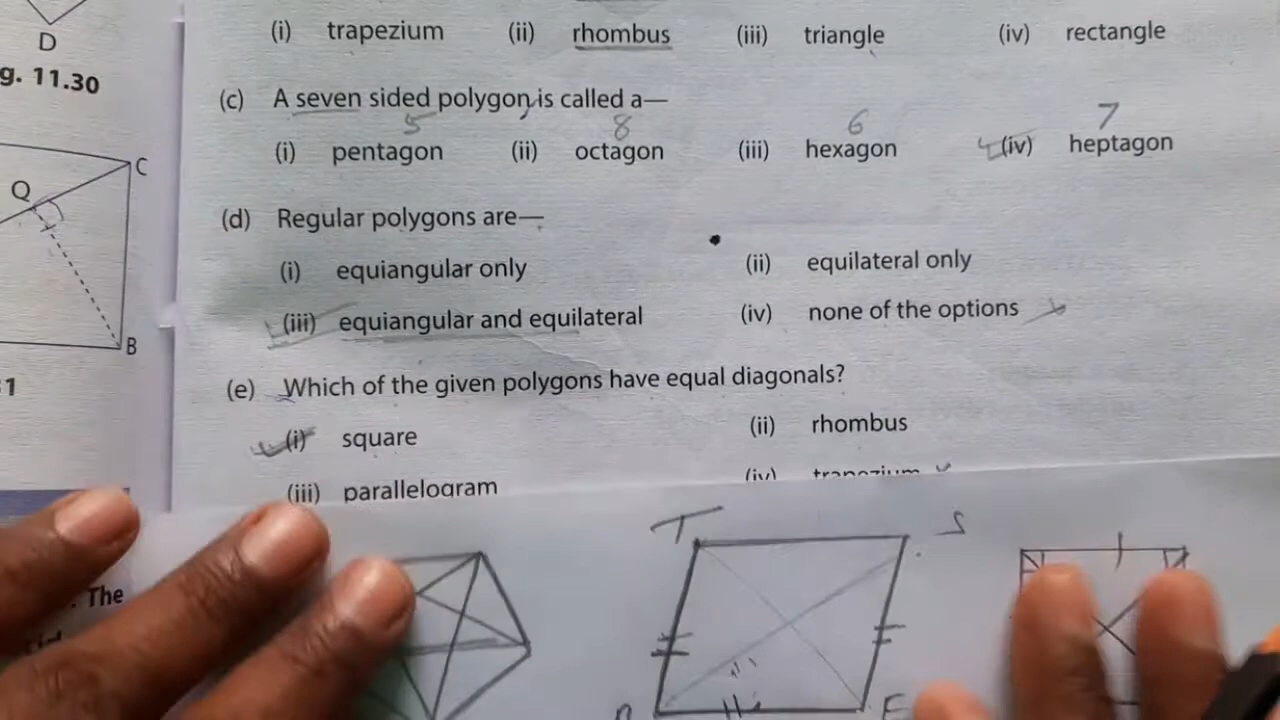 D
g. 11.30
(i) trapezium (ii) rhombus (iii) triangle (iv) rectangle
(c) A seven sided polygon is called a—
5 8 6 7
(i) pentagon (ii) octagon (iii) hexagon (iv) heptagon
C
Q
(d) Regular polygons are—
(i) equiangular only (ii) equilateral only
(iii) equiangular and equilateral (iv) none of the options
B
1
(e) Which of the given polygons have equal diagonals?
(i) square (ii) rhombus
(iii) parallelogram (iv) trapezium
T S
. The
E